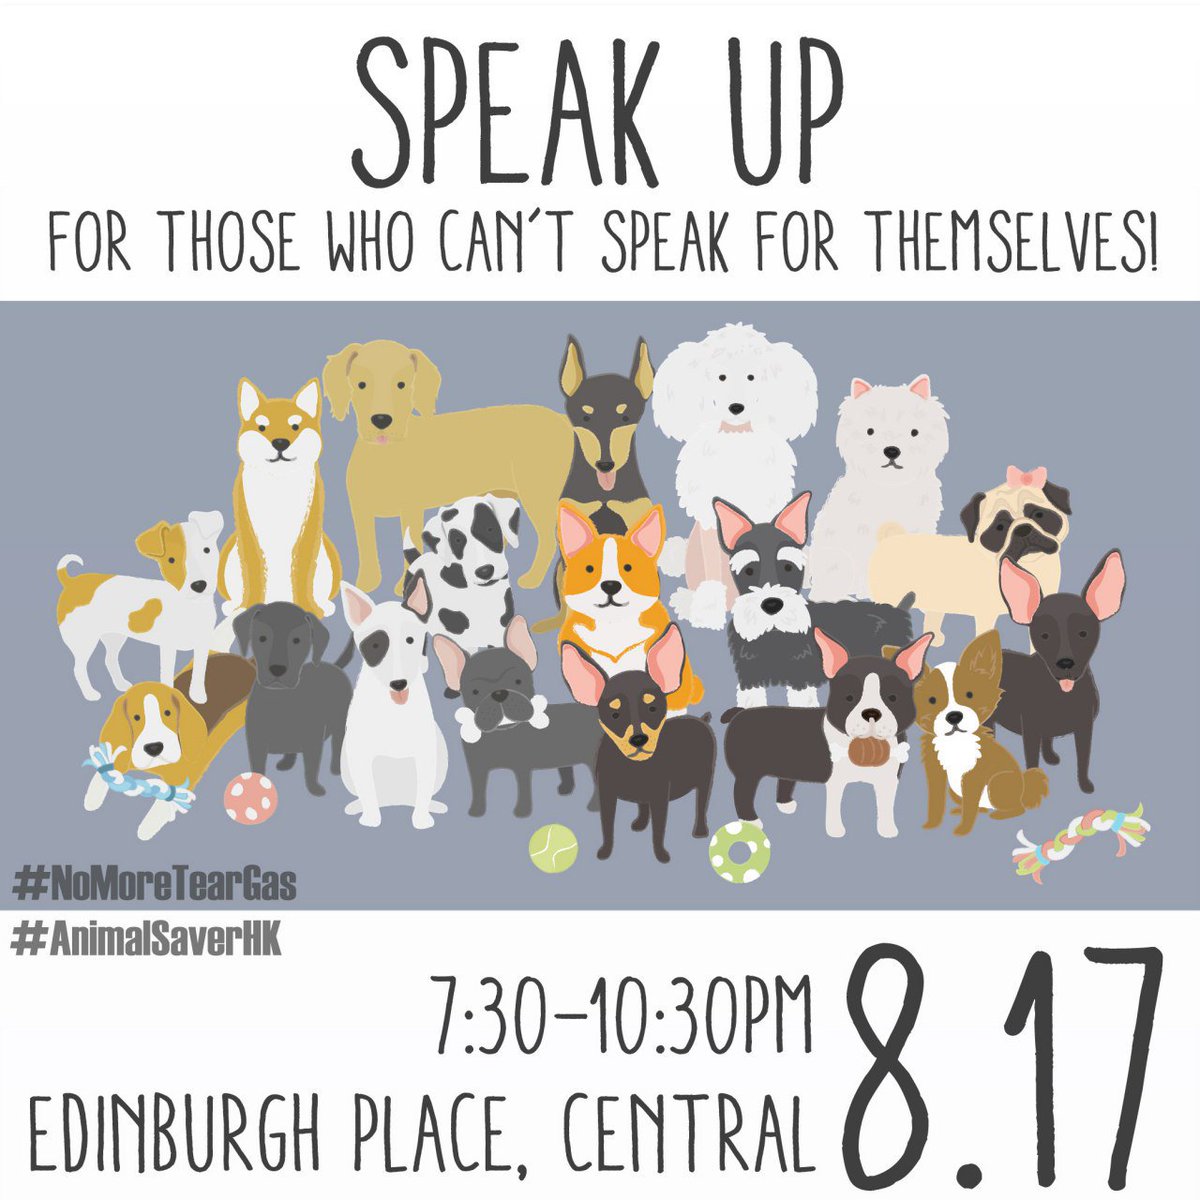 SPEAK UP
FOR THOSE WHO CAN'T SPEAK FOR THEMSELVES!
#NoMoreTearGas
#AnimalSaverHK
7:30-10:30PM
EDINBURGH PLACE, CENTRAL
8.17